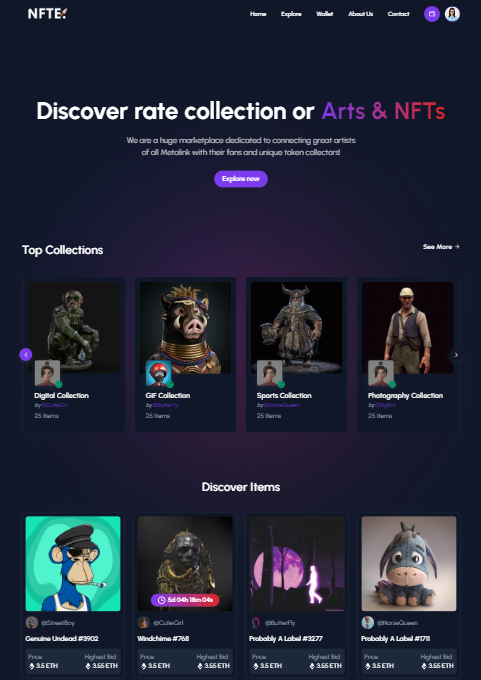 NFTE
Home Explore Wallet About Us Contact
Discover rate collection or Arts & NFTs
We are a huge marketplace dedicated to connecting great artists
of all Metalink with their fans and unique token collectors!
Explore now
Top Collections
See More →
Digital Collection
by@CuteGirl
25 Items
GIF Collection
by@ButterFly
25 Items
Sports Collection
by@NorseQueen
25 Items
Photography Collection
25 Items
Discover Items
5d 04h 18m 04s
@StreetBoy
Genuine Undead #3902
Price Highest Bid
3.5 ETH 3.55 ETH
@CuteGirl
Windchime #768
Price Highest Bid
3.5 ETH 3.55 ETH
@ButterFly
Probably A Label #3277
Price Highest Bid
3.5 ETH 3.55 ETH
@NorseQueen
Probably A Label #1711
Price Highest Bid
3.5 ETH 3.55 ETH